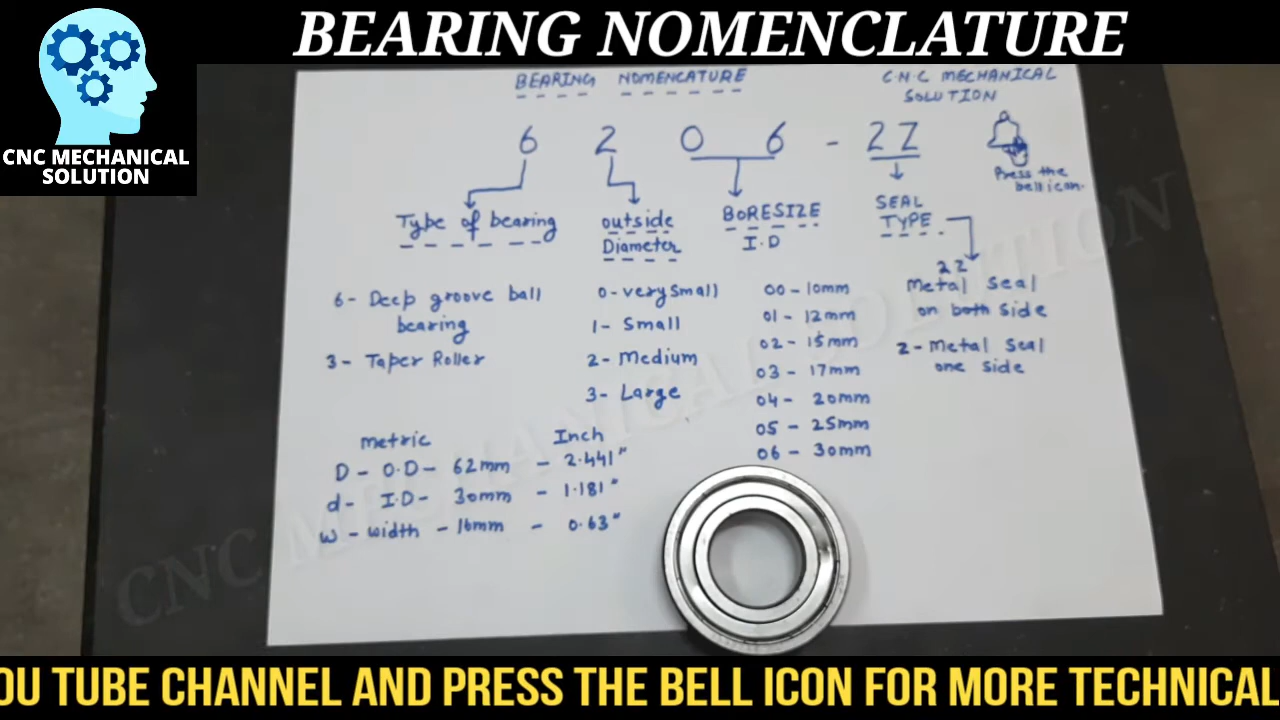 BEARING NOMENCLATURE
CNC MECHANICAL
SOLUTION
BEARING NOMENCATURE
C.N.C MECHANICAL
SOLUTION
6 2 0 6 - 2Z
Press the
bell icon.
Type of bearing
outside
Diameter
BORESIZE
I.D
SEAL
TYPE
2Z
Metal Seal
on both side
2 - Metal Seal
one side
6 - Deep groove ball
bearing
3 - Taper Roller
0 - very small
1 - Small
2 - Medium
3 - Large
00 - 10mm
01 - 12mm
02 - 15mm
03 - 17mm
04 - 20mm
05 - 25mm
06 - 30mm
metric Inch
D - O.D - 62mm - 2.441"
d - I.D - 30mm - 1.181"
w - width - 16mm - 0.63"
CNC MECHANICAL SOLUTION
OU TUBE CHANNEL AND PRESS THE BELL ICON FOR MORE TECHNICAL